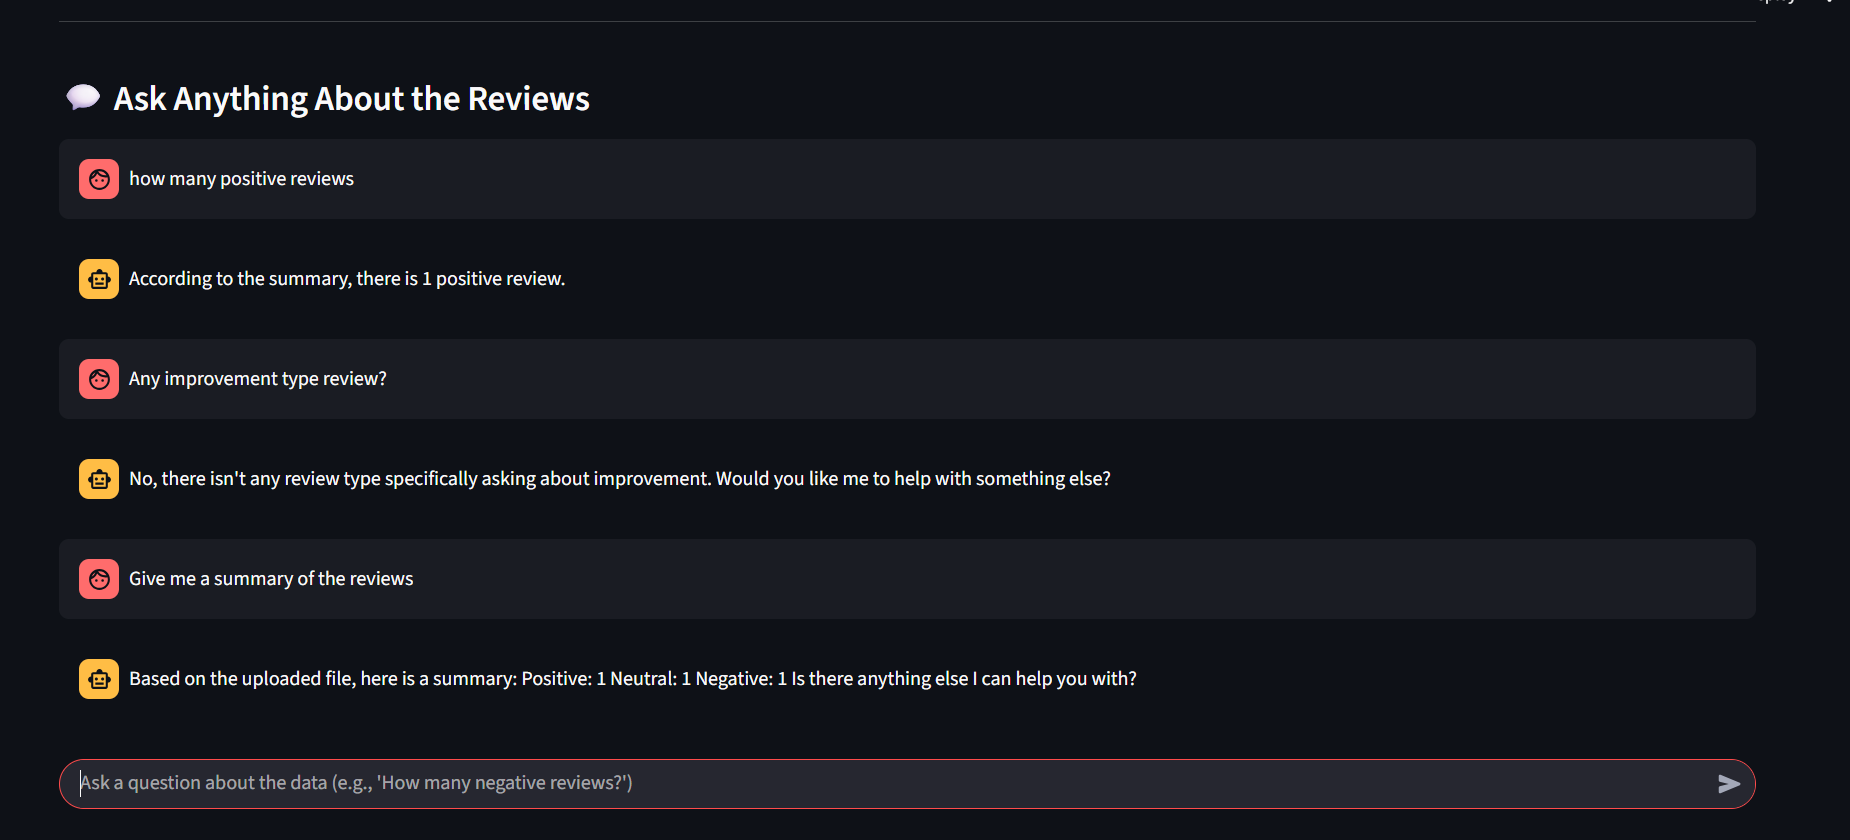 Ask Anything About the Reviews
how many positive reviews
According to the summary, there is 1 positive review.
Any improvement type review?
No, there isn't any review type specifically asking about improvement. Would you like me to help with something else?
Give me a summary of the reviews
Based on the uploaded file, here is a summary: Positive: 1 Neutral: 1 Negative: 1 Is there anything else I can help you with?
Ask a question about the data (e.g., 'How many negative reviews?')